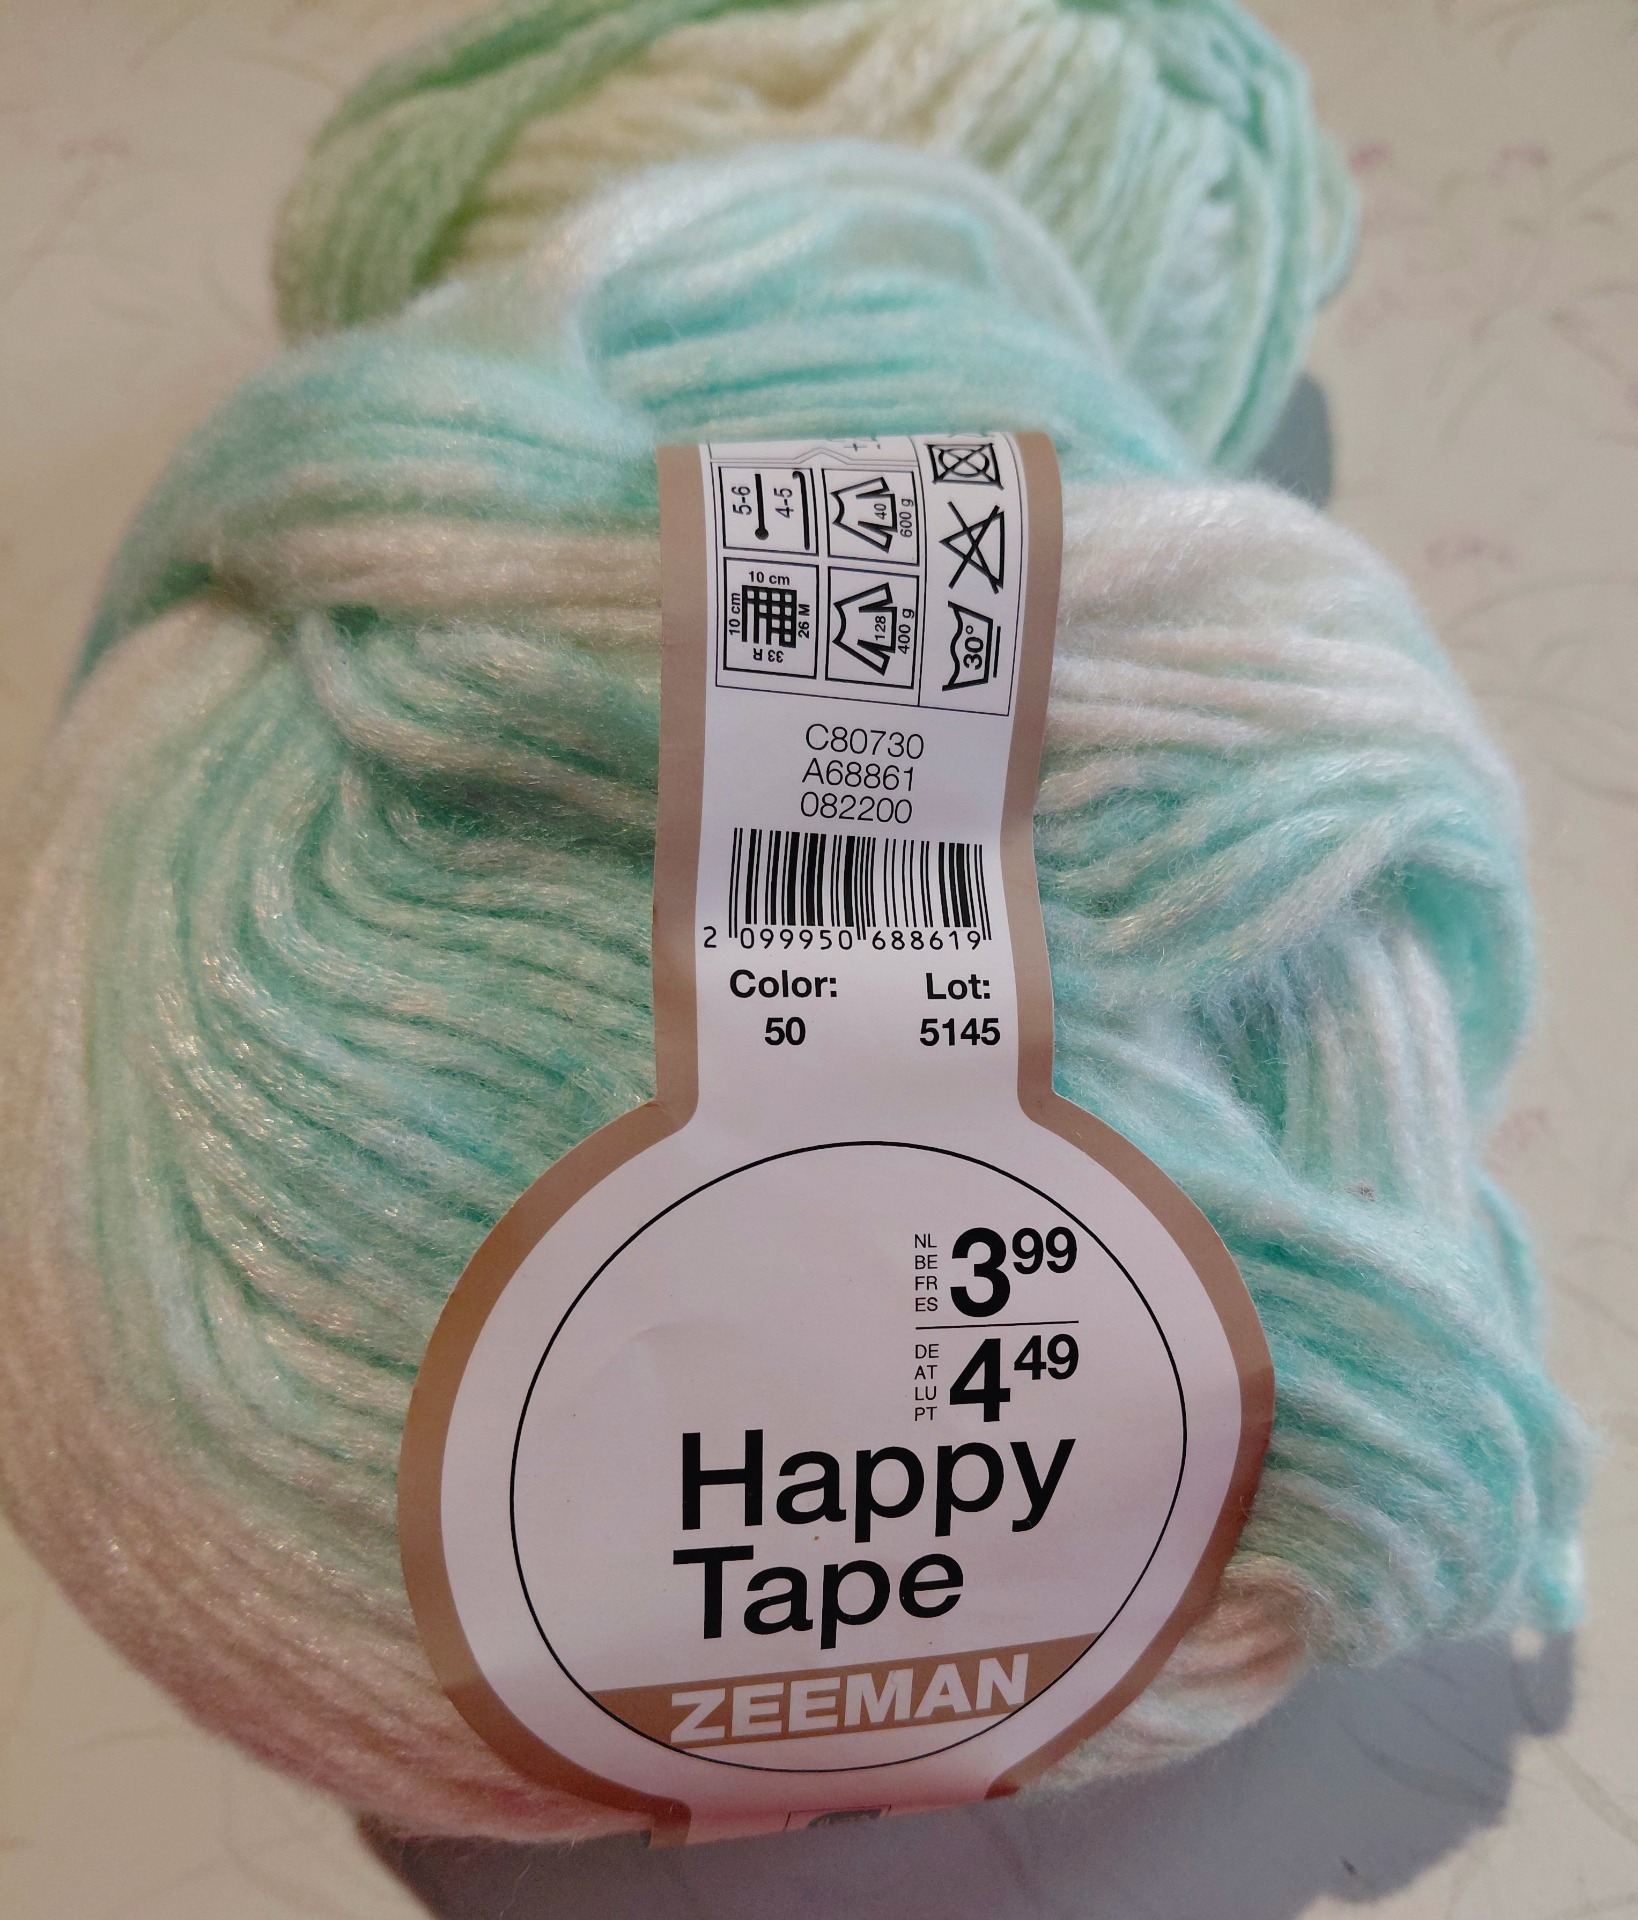 5-6
4-5
40
600 g
10 cm
10 cm
26 M
33 R
128
400 g
30°
C80730
A68861
082200
2 099950 688619
Color: Lot:
50 5145
NL
BE
FR
ES
3 99
DE
AT
LU
PT
4 49
Happy
Tape
ZEEMAN